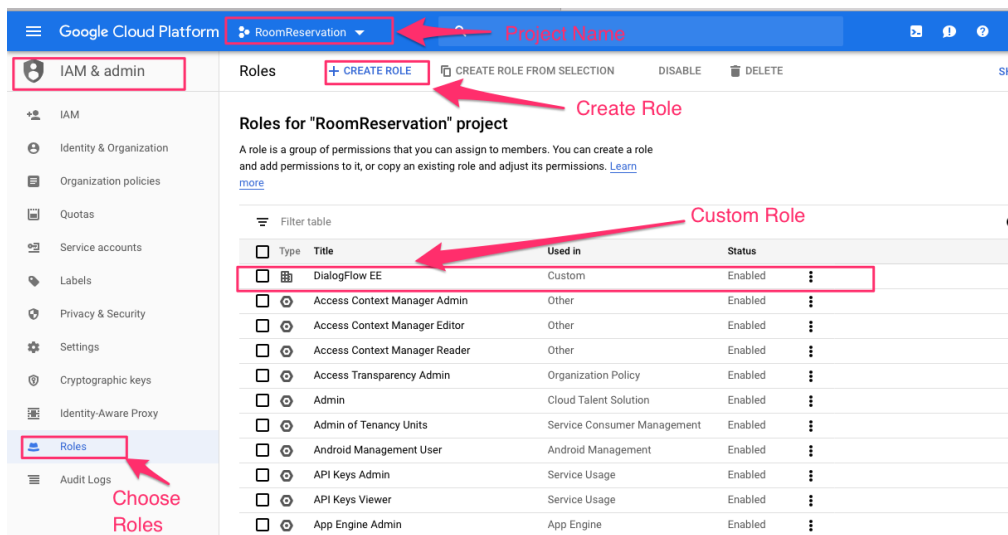 Google Cloud Platform
RoomReservation
Project Name
IAM & admin
Roles
CREATE ROLE
CREATE ROLE FROM SELECTION
DISABLE
DELETE
Create Role
IAM
Identity & Organization
Organization policies
Quotas
Service accounts
Labels
Privacy & Security
Settings
Cryptographic keys
Identity-Aware Proxy
Roles
Audit Logs
Choose
Roles
Roles for "RoomReservation" project
A role is a group of permissions that you can assign to members. You can create a role
and add permissions to it, or copy an existing role and adjust its permissions. Learn
more
Custom Role
Filter table
Type Title Used in Status
DialogFlow EE Custom Enabled
Access Context Manager Admin Other Enabled
Access Context Manager Editor Other Enabled
Access Context Manager Reader Other Enabled
Access Transparency Admin Organization Policy Enabled
Admin Cloud Talent Solution Enabled
Admin of Tenancy Units Service Consumer Management Enabled
Android Management User Android Management Enabled
API Keys Admin Service Usage Enabled
API Keys Viewer Service Usage Enabled
App Engine Admin App Engine Enabled